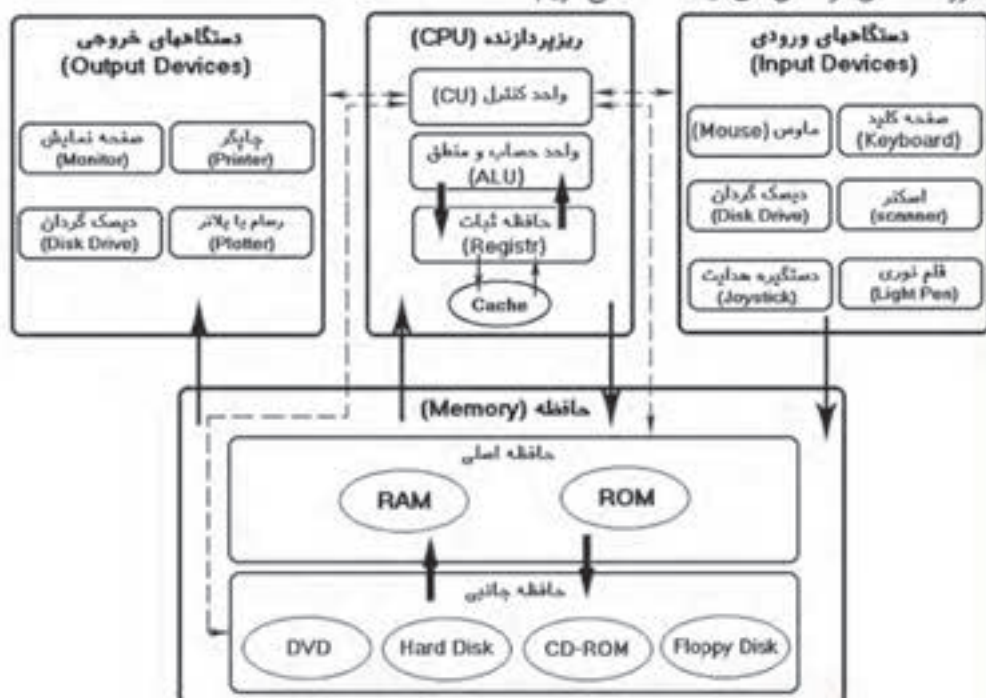 دستگاههای ورودی
(Input Devices)
صفحه کلید
(Keyboard)
ماوس (Mouse)
اسکنر
(scnnner)
دیسک گردان
(Disk Drive)
قلم نوری
(Light Pen)
دستگیره هدایت
(Joystick)
ریزپردازنده (CPU)
واحد کنترل (CU)
واحد حساب و منطق
(ALU)
حافظه ثبات
(Registr)
Cache
دستگاههای خروجی
(Output Devices)
چاپگر
(Printer)
صفحه نمایش
(Monitor)
رسام یا پلاتر
(Plotter)
دیسک گردان
(Disk Drive)
حافظه (Memory)
حافظه اصلی
RAM
ROM
حافظه جانبی
DVD
Hard Disk
CD-ROM
Floppy Disk